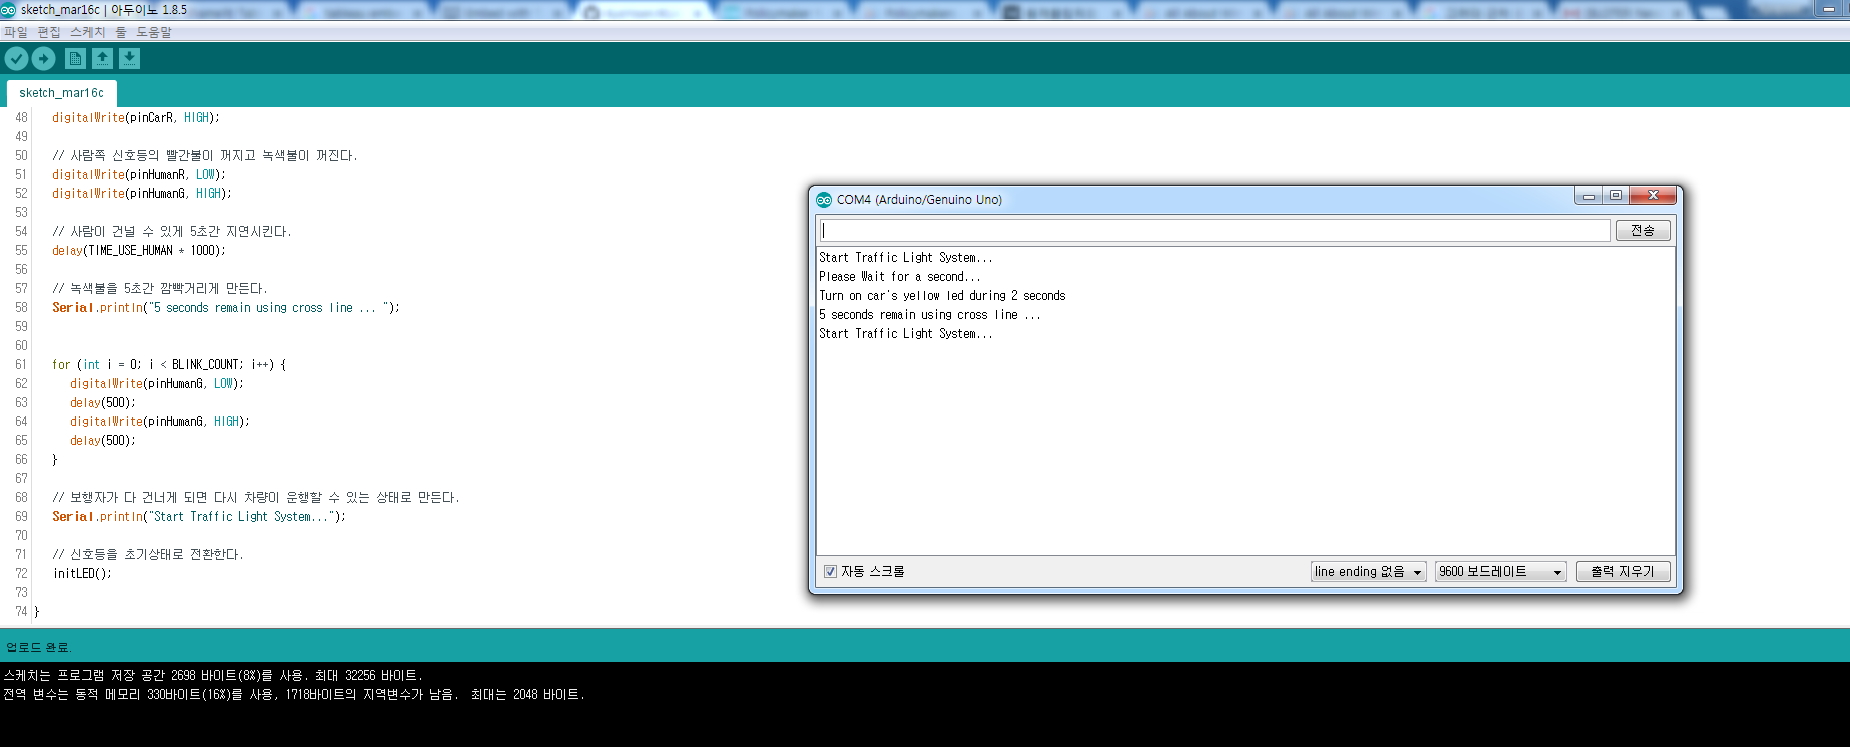 sketch_mar16c | 아두이노 1.8.5
파일 편집 스케치 툴 도움말
sketch_mar16c
48 digitalWrite(pinCarR, HIGH);
49
50 // 사람쪽 신호등의 빨간불이 꺼지고 녹색불이 꺼진다.
51 digitalWrite(pinHumanR, LOW);
52 digitalWrite(pinHumanG, HIGH);
53
54 // 사람이 건널 수 있게 5초간 지연시킨다.
55 delay(TIME_USE_HUMAN * 1000);
56
57 // 녹색불을 5초간 깜빡거리게 만든다.
58 Serial.println("5 seconds remain using cross line ... ");
59
60
61 for (int i = 0; i < BLINK_COUNT; i++) {
62 digitalWrite(pinHumanG, LOW);
63 delay(500);
64 digitalWrite(pinHumanG, HIGH);
65 delay(500);
66 }
67
68 // 보행자가 다 건너게 되면 다시 차량이 운행할 수 있는 상태로 만든다.
69 Serial.println("Start Traffic Light System...");
70
71 // 신호등을 초기상태로 전환한다.
72 initLED();
73
74 }
COM4 (Arduino/Genuino Uno)
전송
Start Traffic Light System...
Please Wait for a second...
Turn on car's yellow led during 2 seconds
5 seconds remain using cross line ...
Start Traffic Light System...
자동 스크롤 line ending 없음 9600 보드레이트 출력 지우기
업로드 완료.
스케치는 프로그램 저장 공간 2698 바이트(8%)를 사용. 최대 32256 바이트.
전역 변수는 동적 메모리 330바이트(16%)를 사용, 1718바이트의 지역변수가 남음.  최대는 2048 바이트.